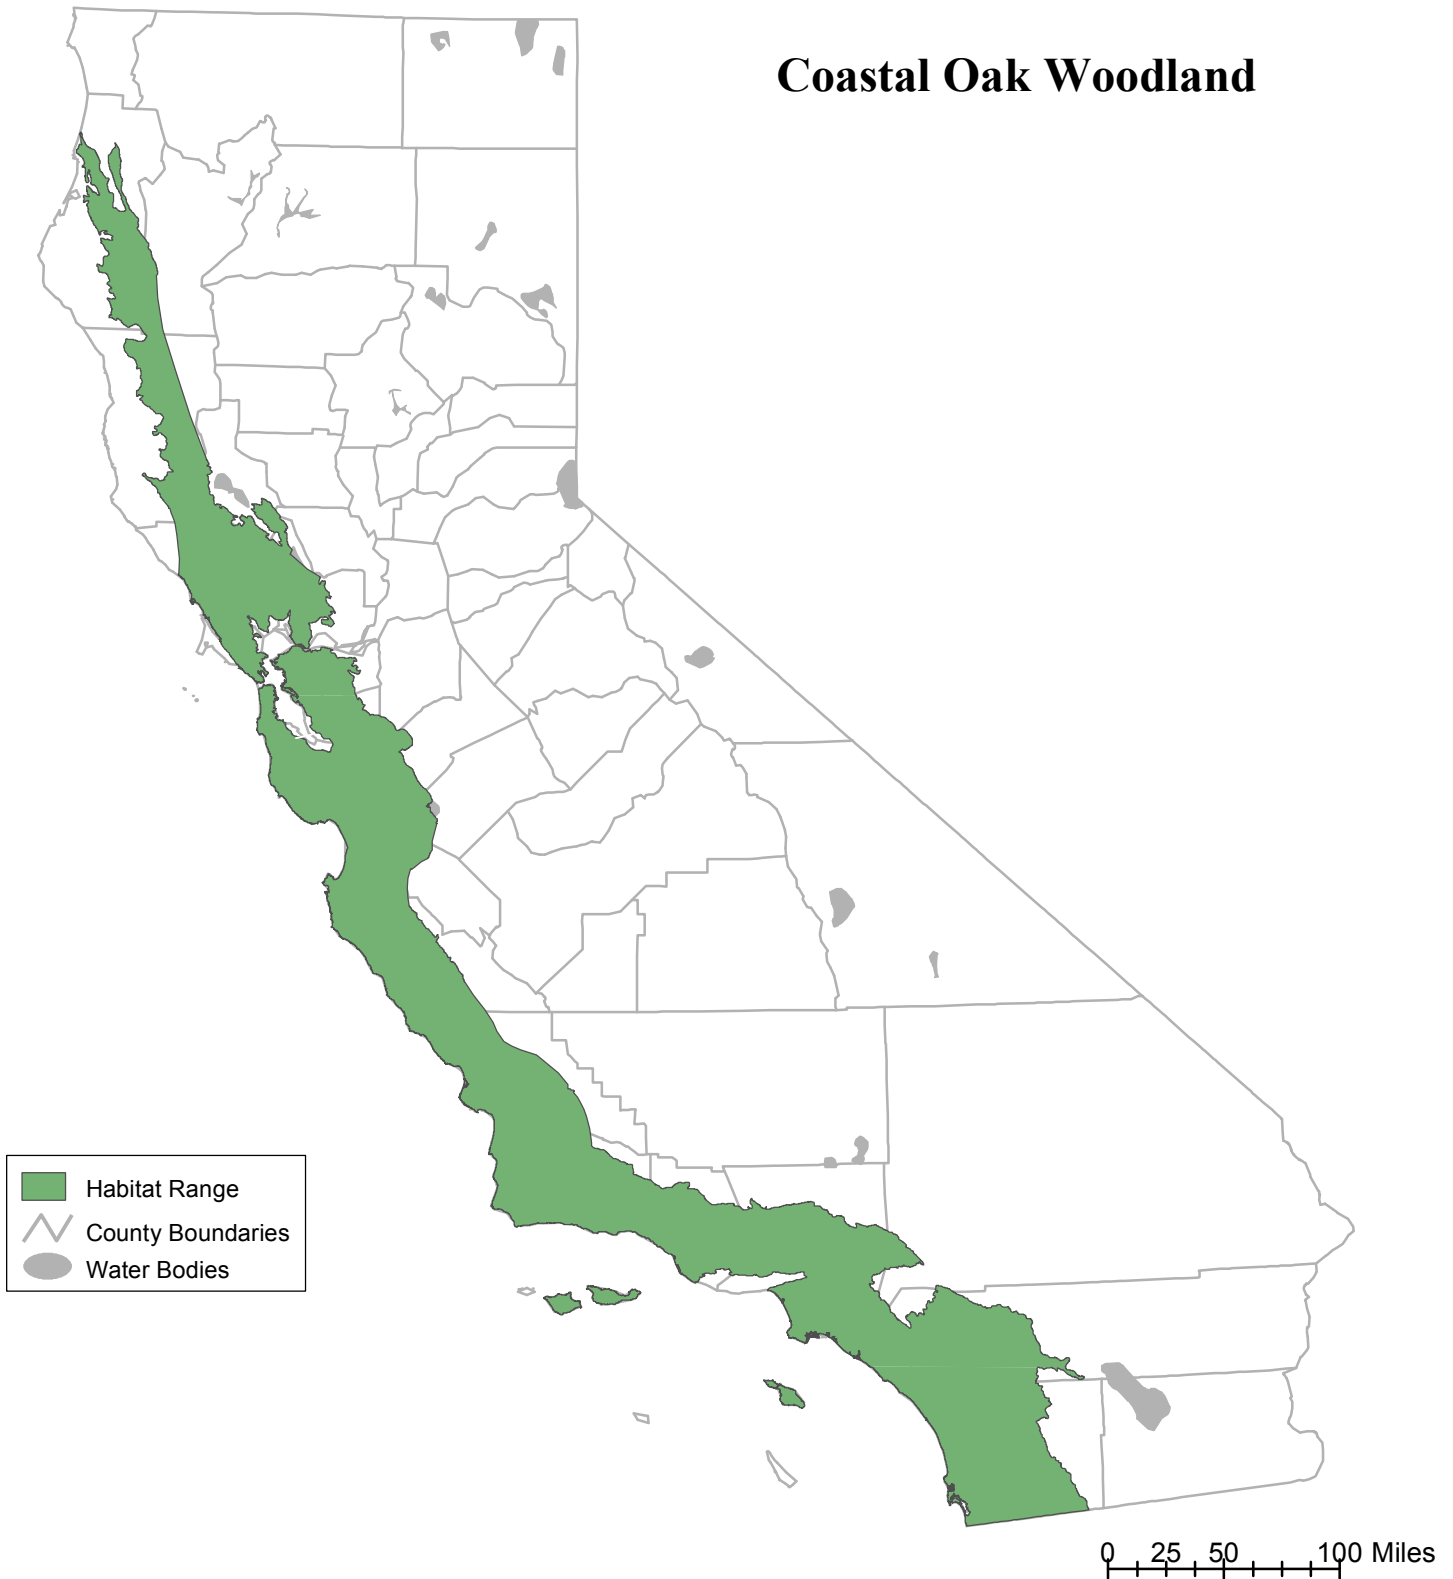 Coastal Oak Woodland
Habitat Range
County Boundaries
Water Bodies
0 25 50 100 Miles